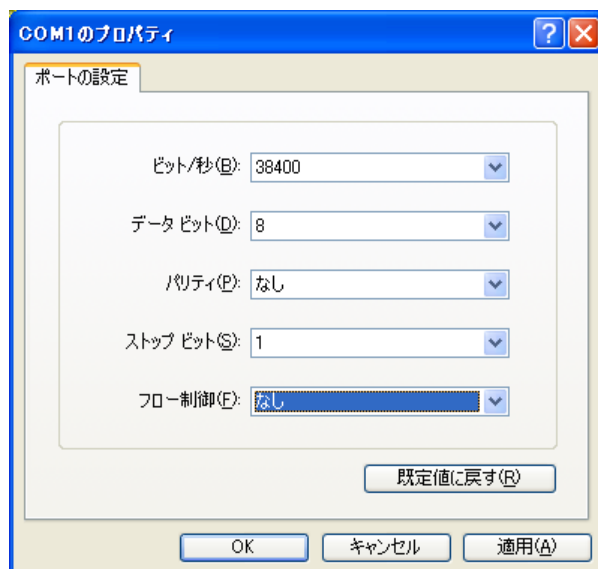 COM1のプロパティ
ポートの設定
ビット/秒(B): 38400
データ ビット(D): 8
パリティ(P): なし
ストップ ビット(S): 1
フロー制御(F): なし
既定値に戻す(R)
OK キャンセル 適用(A)